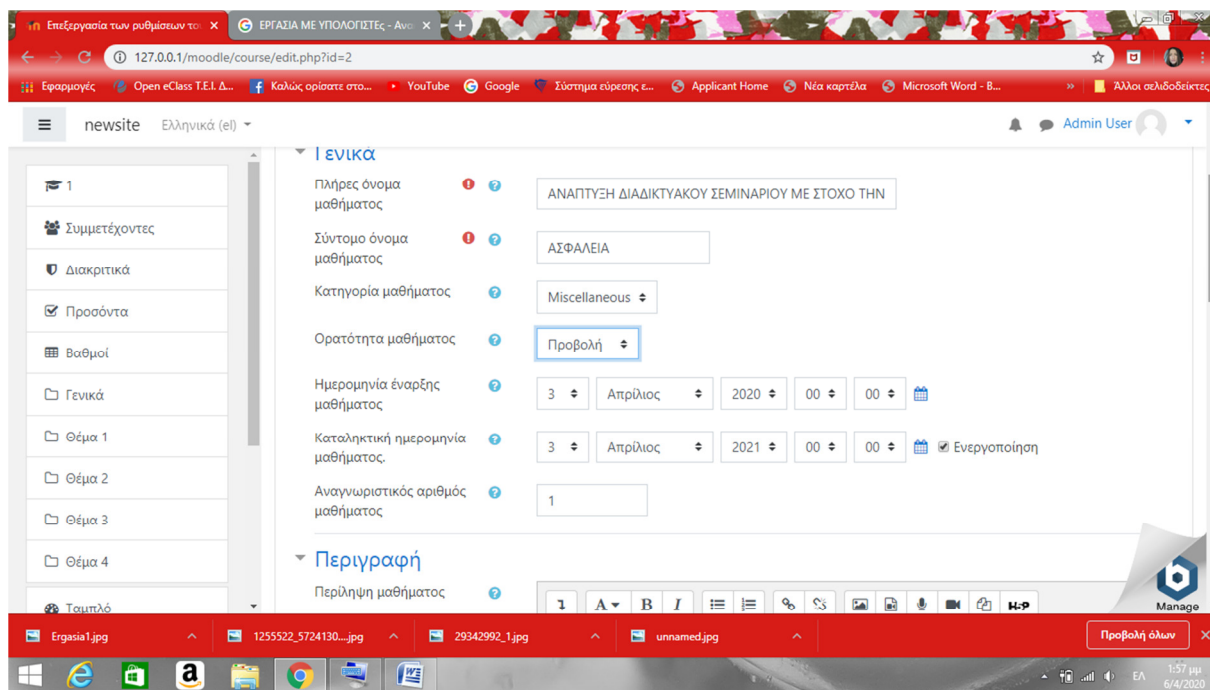 Επεξεργασία των ρυθμίσεων το
ΕΡΓΑΣΙΑ ΜΕ ΥΠΟΛΟΓΙΣΤΕς - Ανα
127.0.0.1/moodle/course/edit.php?id=2
Εφαρμογές Open eClass T.E.I. Δ... Καλώς ορίσατε στο... YouTube Google Σύστημα εύρεσης ε... Applicant Home Νέα καρτέλα Microsoft Word - B... » Άλλοι σελιδοδείκτες
newsite Ελληνικά (el) Admin User
1
Συμμετέχοντες
Διακριτικά
Προσόντα
Βαθμοί
Γενικά
Θέμα 1
Θέμα 2
Θέμα 3
Θέμα 4
Ταμπλό
Γενικά
Πλήρες όνομα
μαθήματος
ΑΝΑΠΤΥΞΗ ΔΙΑΔΙΚΤΥΑΚΟΥ ΣΕΜΙΝΑΡΙΟΥ ΜΕ ΣΤΟΧΟ ΤΗΝ
Σύντομο όνομα
μαθήματος
ΑΣΦΑΛΕΙΑ
Κατηγορία μαθήματος
Miscellaneous
Ορατότητα μαθήματος
Προβολή
Ημερομηνία έναρξης
μαθήματος
3 Απρίλιος 2020 00 00
Καταληκτική ημερομηνία
μαθήματος.
3 Απρίλιος 2021 00 00 Ενεργοποίηση
Αναγνωριστικός αριθμός
μαθήματος
1
Περιγραφή
Περίληψη μαθήματος
A B I H-P
Manage
Ergasia1.jpg 1255522_5724130....jpg 29342992_1.jpg unnamed.jpg Προβολή όλων
ΕΛ 1:57 μμ
6/4/2020